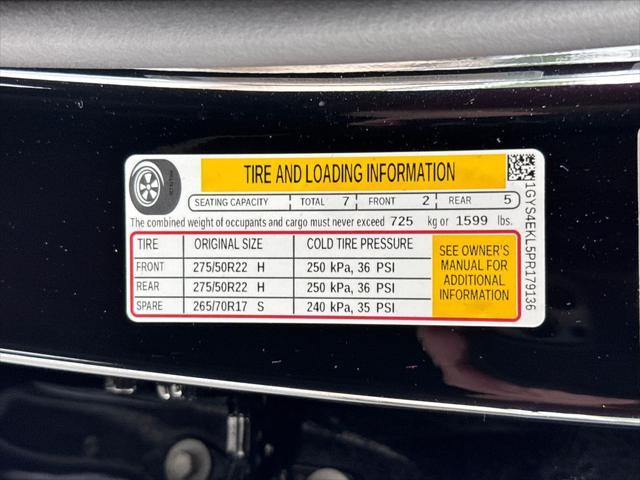 TIRE AND LOADING INFORMATION
SEATING CAPACITY TOTAL 7 FRONT 2 REAR 5
The combined weight of occupants and cargo must never exceed 725 kg or 1599 lbs.
TIRE ORIGINAL SIZE COLD TIRE PRESSURE
FRONT 275/50R22 H 250 kPa, 36 PSI
REAR 275/50R22 H 250 kPa, 36 PSI
SPARE 265/70R17 S 240 kPa, 35 PSI
SEE OWNER'S
MANUAL FOR
ADDITIONAL
INFORMATION
1GYS4EKL5PR179136